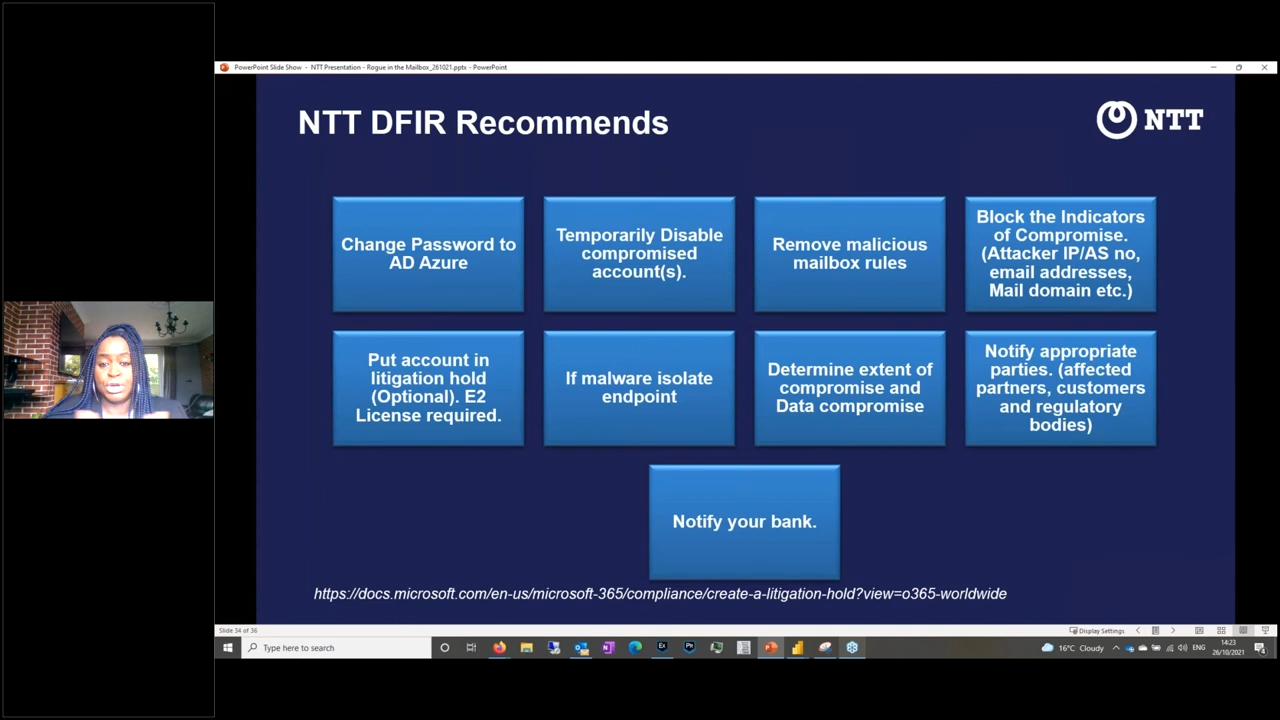 PowerPoint Slide Show - NTT Presentation - Rogue in the Mailbox_261021.pptx - PowerPoint
NTT DFIR Recommends
NTT
Change Password to
AD Azure
Temporarily Disable
compromised
account(s).
Remove malicious
mailbox rules
Block the Indicators
of Compromise.
(Attacker IP/AS no,
email addresses,
Mail domain etc.)
Put account in
litigation hold
(Optional). E2
License required.
If malware isolate
endpoint
Determine extent of
compromise and
Data compromise
Notify appropriate
parties. (affected
partners, customers
and regulatory
bodies)
Notify your bank.
https://docs.microsoft.com/en-us/microsoft-365/compliance/create-a-litigation-hold?view=o365-worldwide
Slide 34 of 36
Display Settings
Type here to search
16°C Cloudy
ENG
14:23
26/10/2021